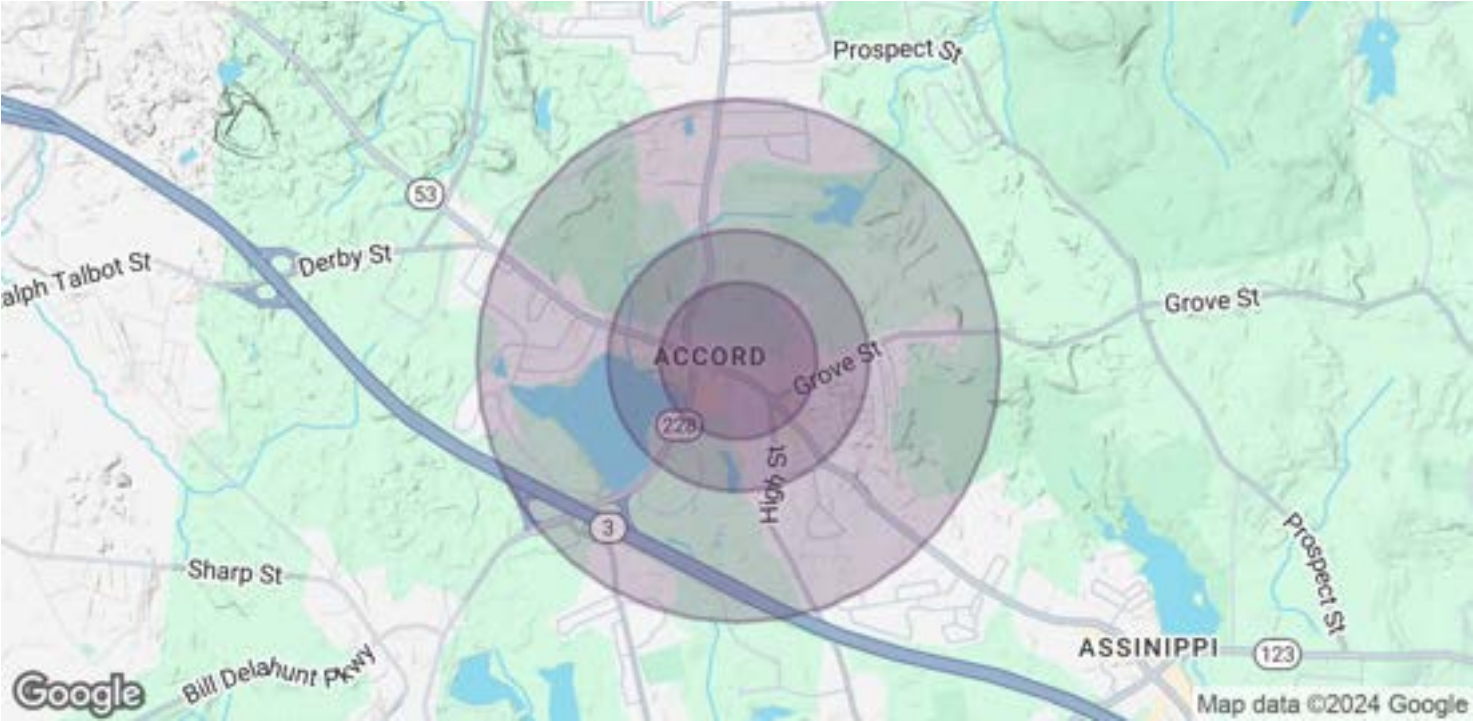 Prospect St
53
Derby St
alph Talbot St
Grove St
ACCORD
Grove St
228
High St
3
Prospect St
Sharp St
ASSINIPPI
123
Bill Delahunt Pkwy
Google
Map data ©2024 Google